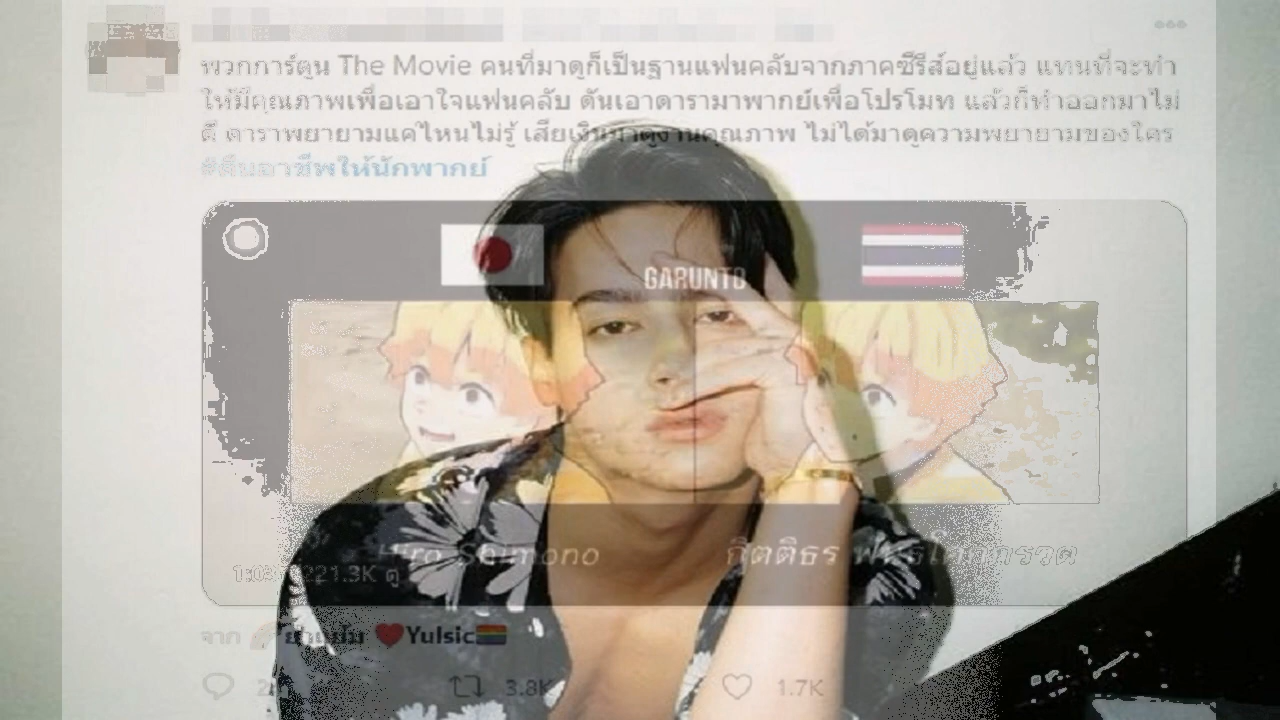 พวกการ์ตูน The Movie คนที่มาดูก็เป็นฐานแฟนคลับจากภาคซีรีส์อยู่แล้ว แทนที่จะทำ
ให้มีคุณภาพเพื่อเอาใจแฟนคลับ ดันเอาดารามาพากย์เพื่อโปรโมท แล้วก็ทำออกมาไม่
ดี ดาราพยายามแค่ไหนไม่รู้ เสียเงินมาดูงานคุณภาพ ไม่ได้มาดูความพยายามของใคร
#คืนอาชีพให้นักพากย์
GARUNTO
Hiro Shimono
กิตติธร
221.3K ดู
จาก Yulsic
3.8K 1.7K